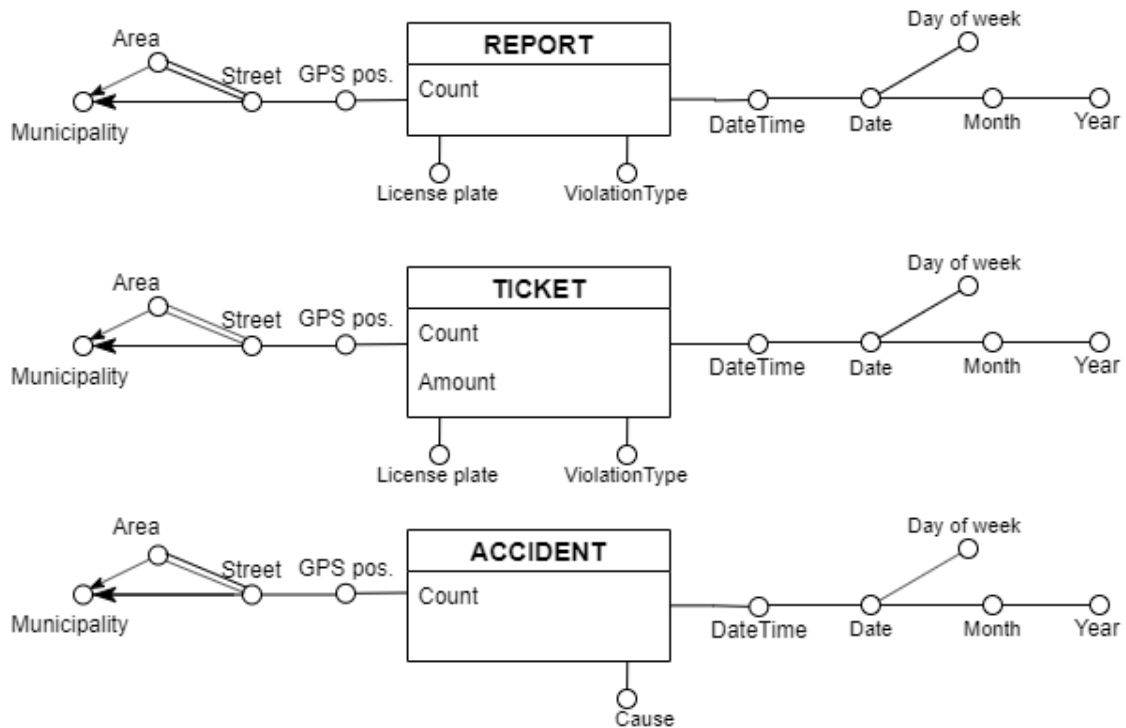 Day of week
Area
REPORT
Street
GPS pos.
Count
Municipality
DateTime
Date
Month
Year
License plate
ViolationType
Day of week
Area
TICKET
Street
GPS pos.
Count
Municipality
DateTime
Date
Month
Year
Amount
License plate
ViolationType
Day of week
Area
ACCIDENT
Street
GPS pos.
Count
Municipality
DateTime
Date
Month
Year
Cause